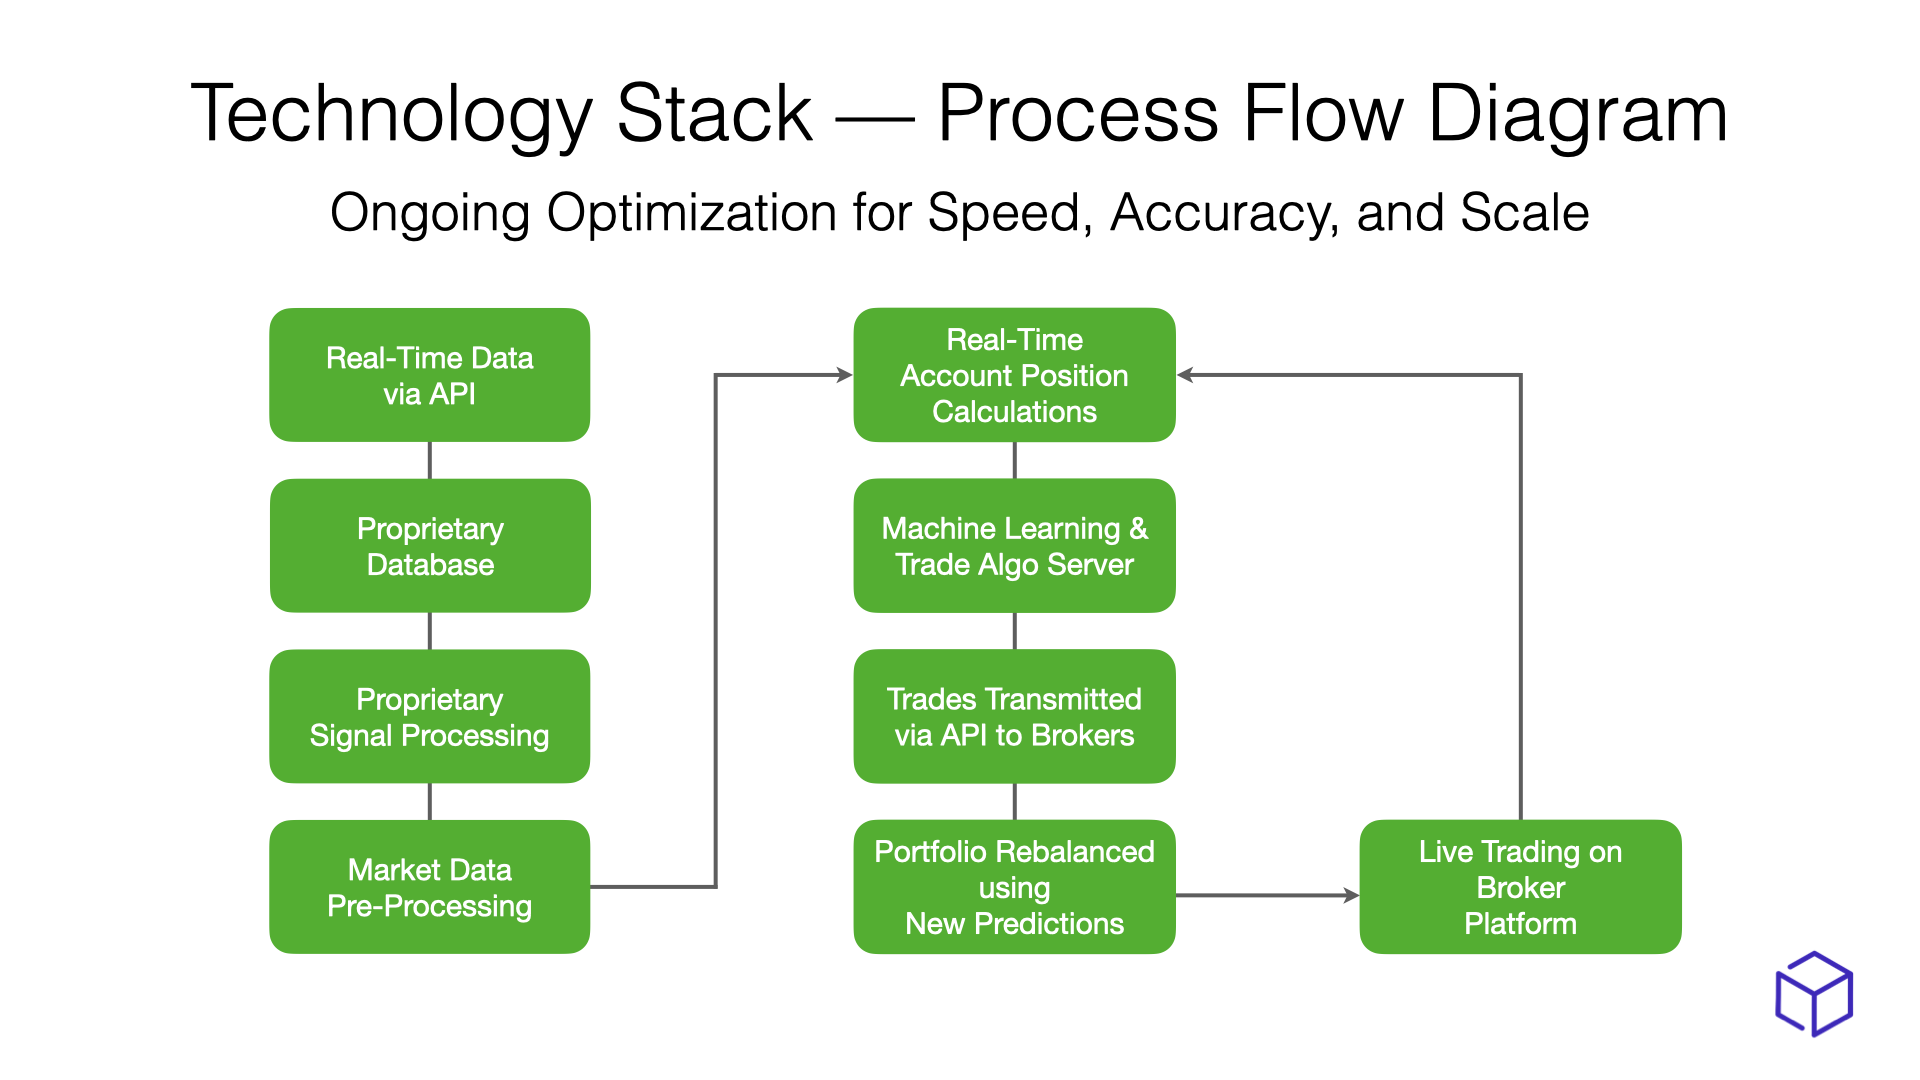 Technology Stack — Process Flow Diagram
Ongoing Optimization for Speed, Accuracy, and Scale
Real-Time Data
via API
Proprietary
Database
Proprietary
Signal Processing
Market Data
Pre-Processing
Real-Time
Account Position
Calculations
Machine Learning &
Trade Algo Server
Trades Transmitted
via API to Brokers
Portfolio Rebalanced
using
New Predictions
Live Trading on
Broker
Platform